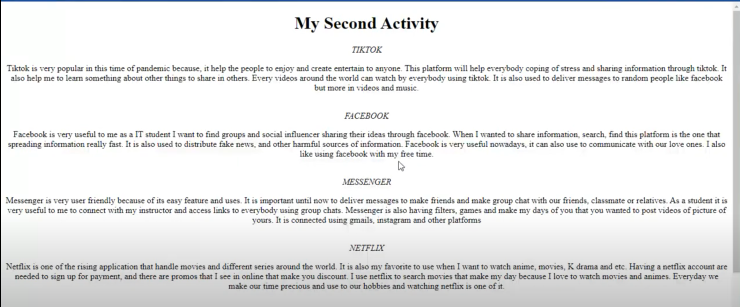 My Second Activity
TIKTOK
Tiktok is very popular in this time of pandemic because, it help the people to enjoy and create entertain to anyone. This platform will help everybody coping of stress and sharing information through tiktok. It
also help me to learn something about other things to share in others. Every videos around the world can watch by everybody using tiktok. It is also used to deliver messages to random people like facebook
but more in videos and music.
FACEBOOK
Facebook is very useful to me as a IT student I want to find groups and social influencer sharing their ideas through facebook. When I wanted to share information, search, find this platform is the one that
spreading information really fast. It is also used to distribute fake news, and other harmful sources of information. Facebook is very useful nowadays, it can also use to communicate with our love ones. I also
like using facebook with my free time.
MESSENGER
Messenger is very user friendly because of its easy feature and uses. It is important until now to deliver messages to make friends and make group chat with our friends, classmate or relatives. As a student it is
very useful to me to connect with my instructor and access links to everybody using group chats. Messenger is also having filters, games and make my days of you that you wanted to post videos of picture of
yours. It is connected using gmails, instagram and other platforms
NETFLIX
Netflix is one of the rising application that handle movies and different series around the world. It is also my favorite to use when I want to watch anime, movies, K drama and etc. Having a netflix account are
needed to sign up for payment, and there are promos that I see in online that make you discount. I use netflix to search movies that make my day because I love to watch movies and animes. Everyday we
make our time precious and use to our hobbies and watching netflix is one of it.